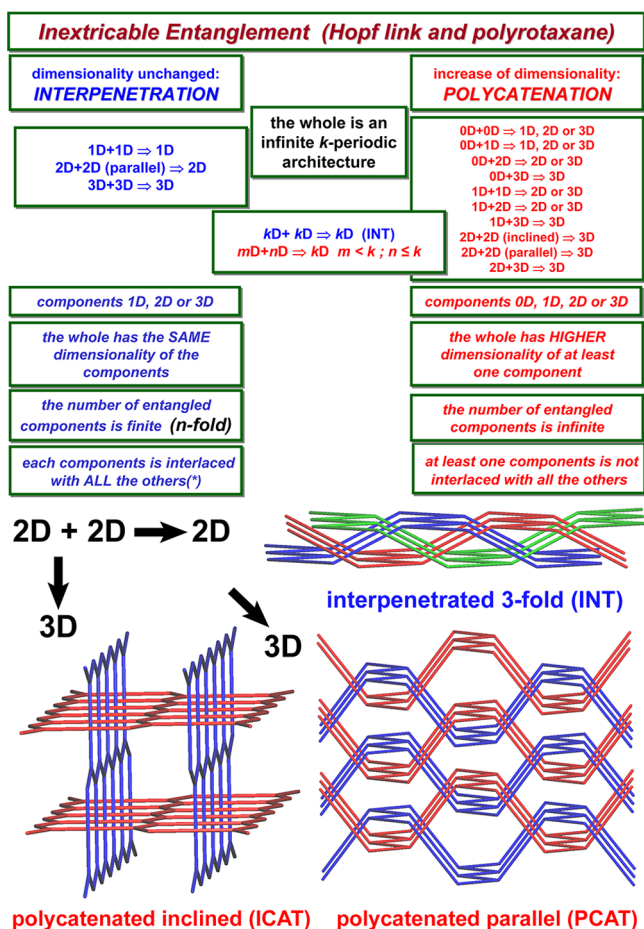 Inextricable Entanglement (Hopf link and polyrotaxane)
dimensionality unchanged:
INTERPENETRATION
increase of dimensionality:
POLYCATENATION
the whole is an
infinite k-periodic
architecture
1D+1D ⇒ 1D
2D+2D (parallel) ⇒ 2D
3D+3D ⇒ 3D
0D+0D ⇒ 1D, 2D or 3D
0D+1D ⇒ 1D, 2D or 3D
0D+2D ⇒ 2D or 3D
0D+3D ⇒ 3D
1D+1D ⇒ 2D or 3D
1D+2D ⇒ 2D or 3D
1D+3D ⇒ 3D
2D+2D (inclined) ⇒ 3D
2D+2D (parallel) ⇒ 3D
2D+3D ⇒ 3D
kD+ kD ⇒ kD (INT)
mD+nD ⇒ kD m < k ; n ≤ k
components 1D, 2D or 3D
components 0D, 1D, 2D or 3D
the whole has the SAME
dimensionality of the
components
the whole has HIGHER
dimensionality of at least
one component
the number of entangled
components is finite (n-fold)
the number of entangled
components is infinite
each components is interlaced
with ALL the others(*)
at least one components is not
interlaced with all the others
2D + 2D 2D
interpenetrated 3-fold (INT)
3D
3D
polycatenated inclined (ICAT)
polycatenated parallel (PCAT)